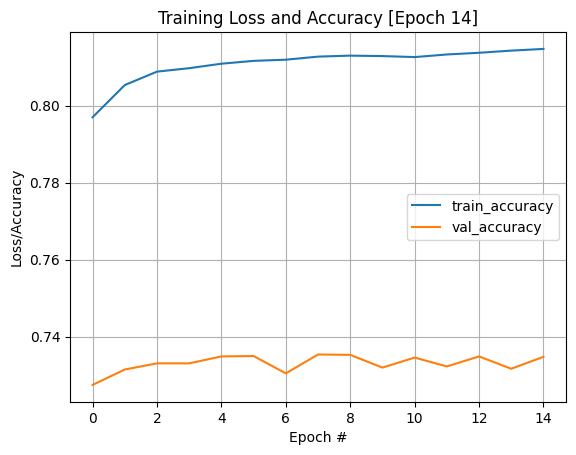 Training Loss and Accuracy [Epoch 14]
Loss/Accuracy
0.80
0.78
0.76
0.74
train_accuracy
val_accuracy
0 2 4 6 8 10 12 14
Epoch #